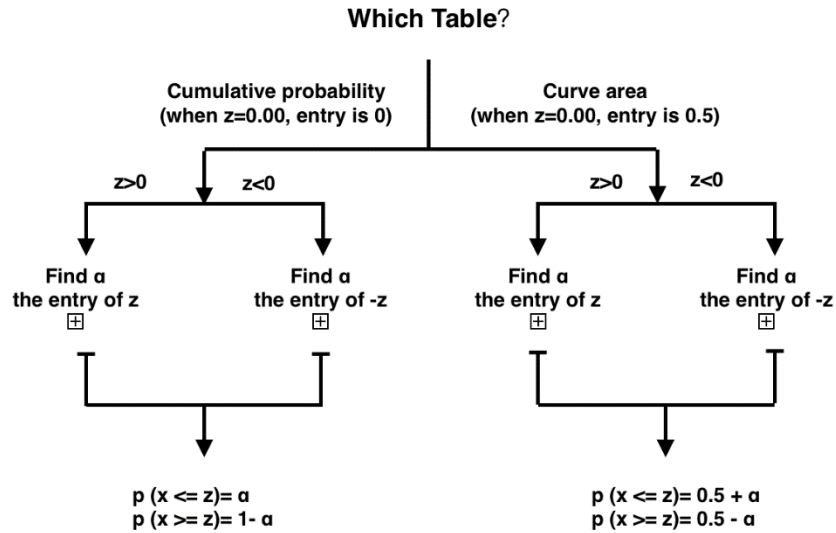 Which Table?
Cumulative probability
(when z=0.00, entry is 0)
Curve area
(when z=0.00, entry is 0.5)
z>0
z<0
z>0
z<0
Find ɑ
the entry of z
Find ɑ
the entry of -z
Find ɑ
the entry of z
Find ɑ
the entry of -z
p (x <= z)= ɑ
p (x >= z)= 1- ɑ
p (x <= z)= 0.5 + ɑ
p (x >= z)= 0.5 - ɑ